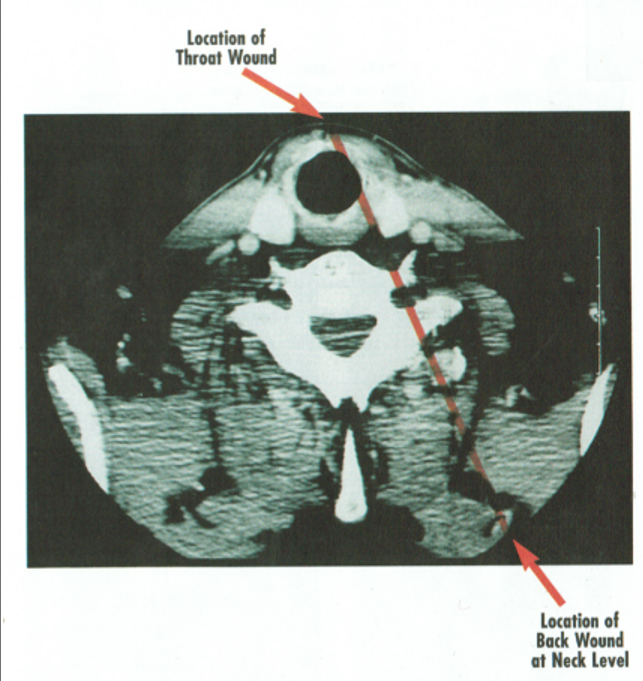 Location of
Throat Wound
Location of
Back Wound
at Neck Level